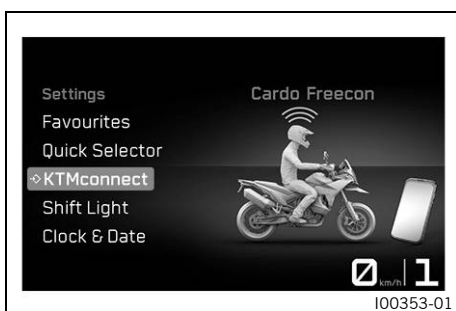 Settings
Cardo Freecon
Favourites
Quick Selector
KTMconnect
Shift Light
Clock & Date
0 km/h 1
I00353-01